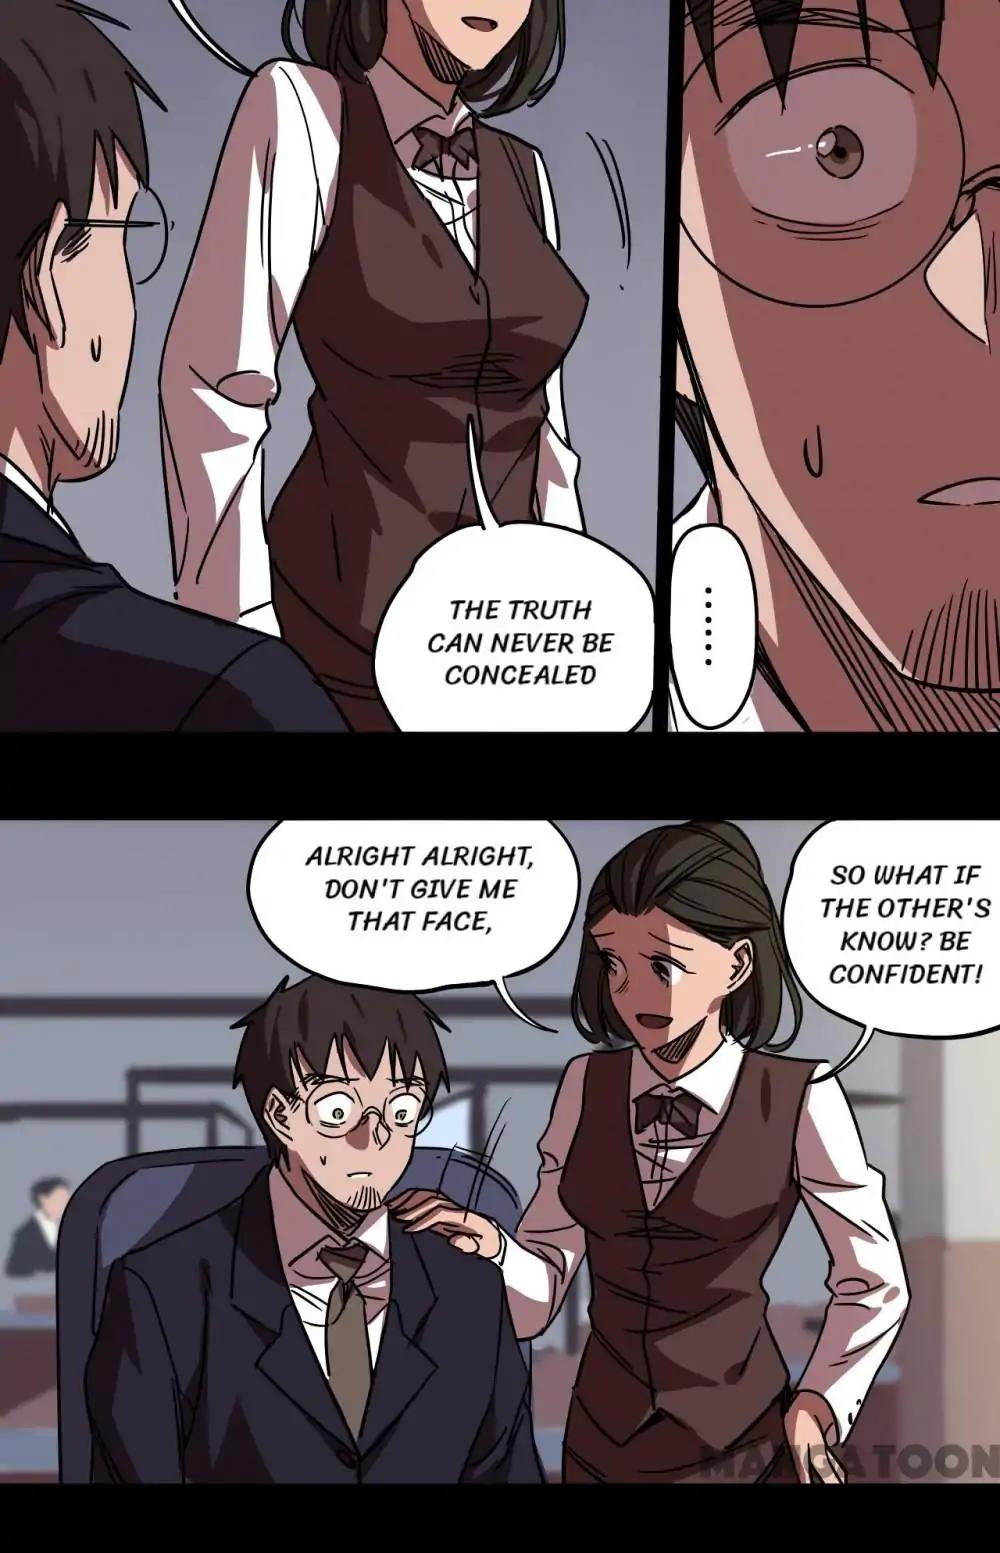 THE TRUTH
CAN NEVER BE
CONCEALED
......
ALRIGHT ALRIGHT,
DON'T GIVE ME
THAT FACE,
SO WHAT IF
THE OTHER'S
KNOW? BE
CONFIDENT!
MANGATOON